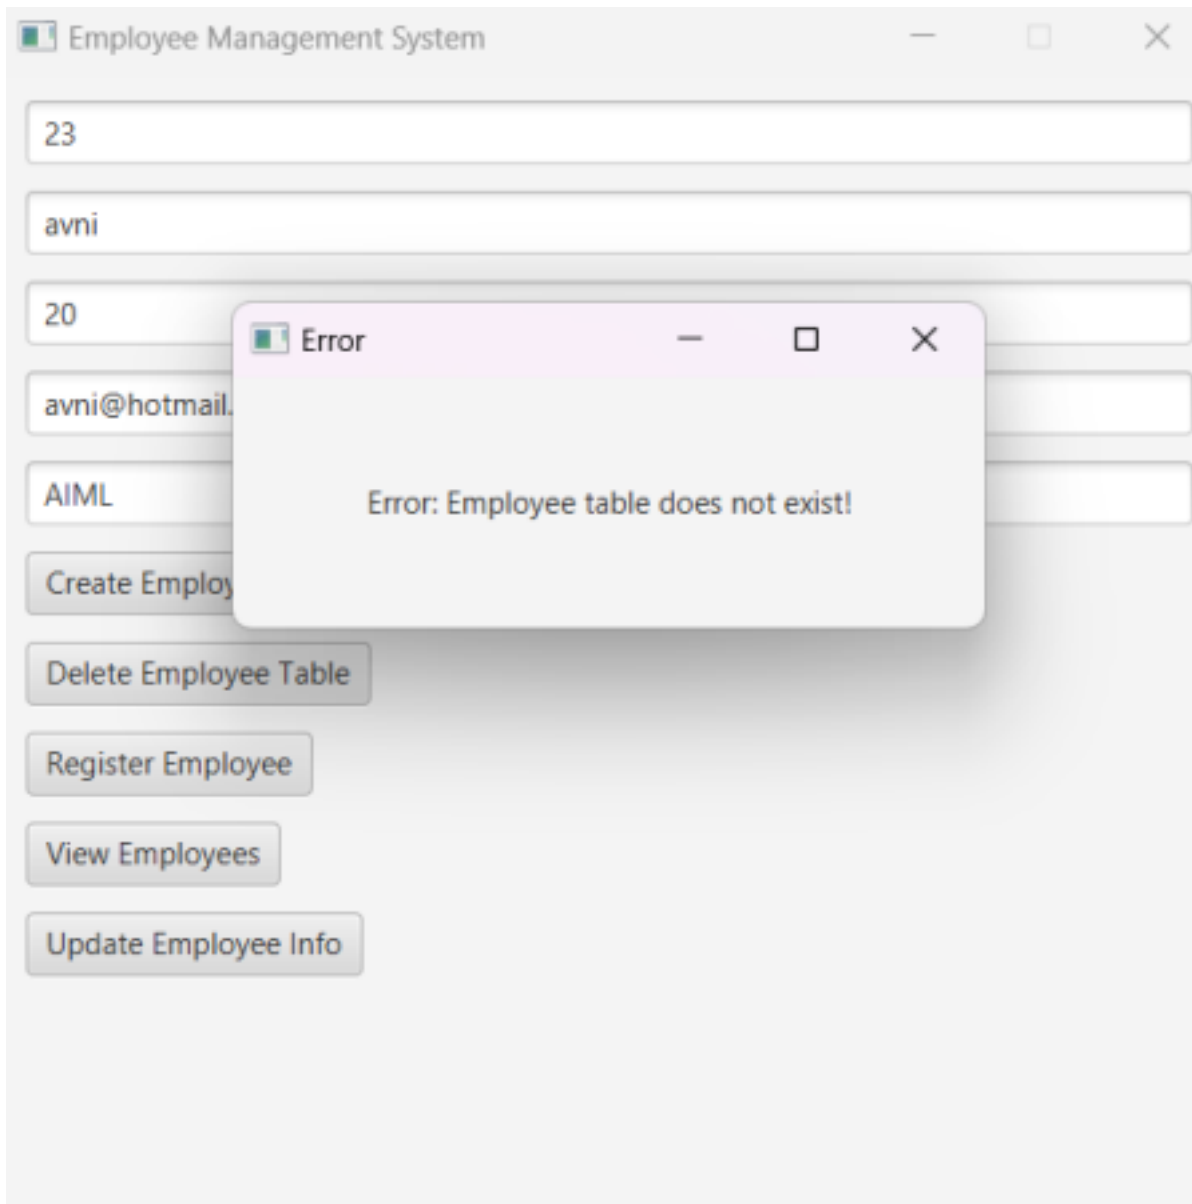 Employee Management System
23
avni
20
Error
avni@hotmail.
Error: Employee table does not exist!
AIML
Create Employ
Delete Employee Table
Register Employee
View Employees
Update Employee Info